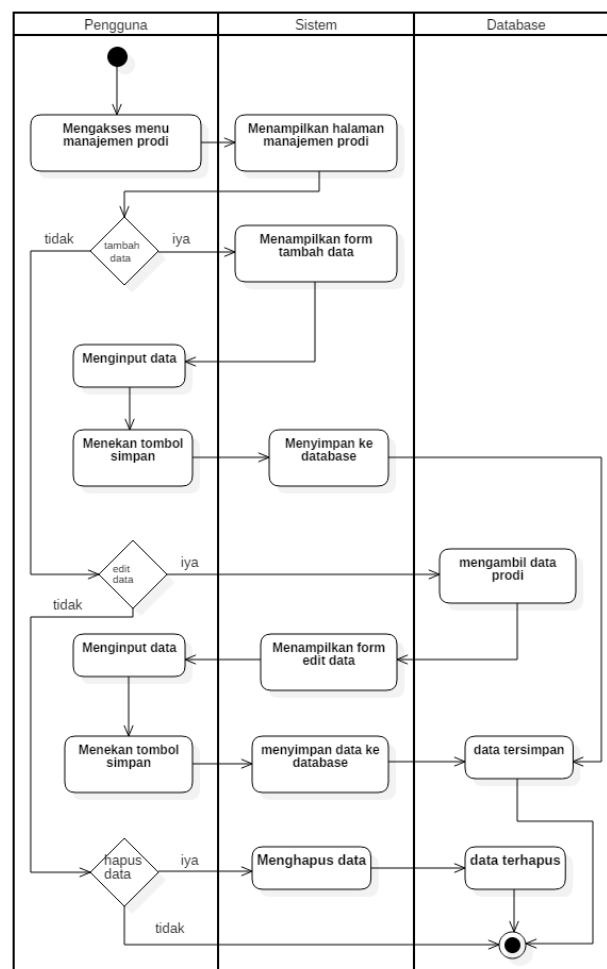 Pengguna
Sistem
Database
Mengakses menu
manajemen prodi
Menampilkan halaman
manajemen prodi
tidak
tambah
data
iya
Menampilkan form
tambah data
Menginput data
Menekan tombol
simpan
Menyimpan ke
database
edit
data
iya
mengambil data
prodi
tidak
Menginput data
Menampilkan form
edit data
Menekan tombol
simpan
menyimpan data ke
database
data tersimpan
hapus
data
iya
Menghapus data
data terhapus
tidak